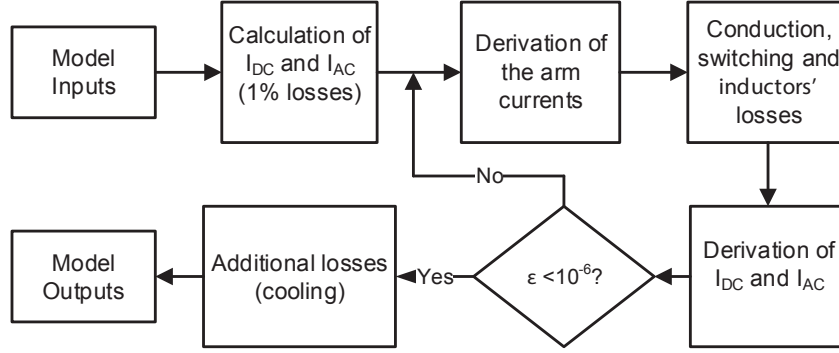 Model
Inputs
Calculation of
I_DC and I_AC
(1% losses)
Derivation of
the arm
currents
Conduction,
switching and
inductors'
losses
No
Model
Outputs
Additional losses
(cooling)
Yes
ε <10^-6?
Derivation of
I_DC and I_AC